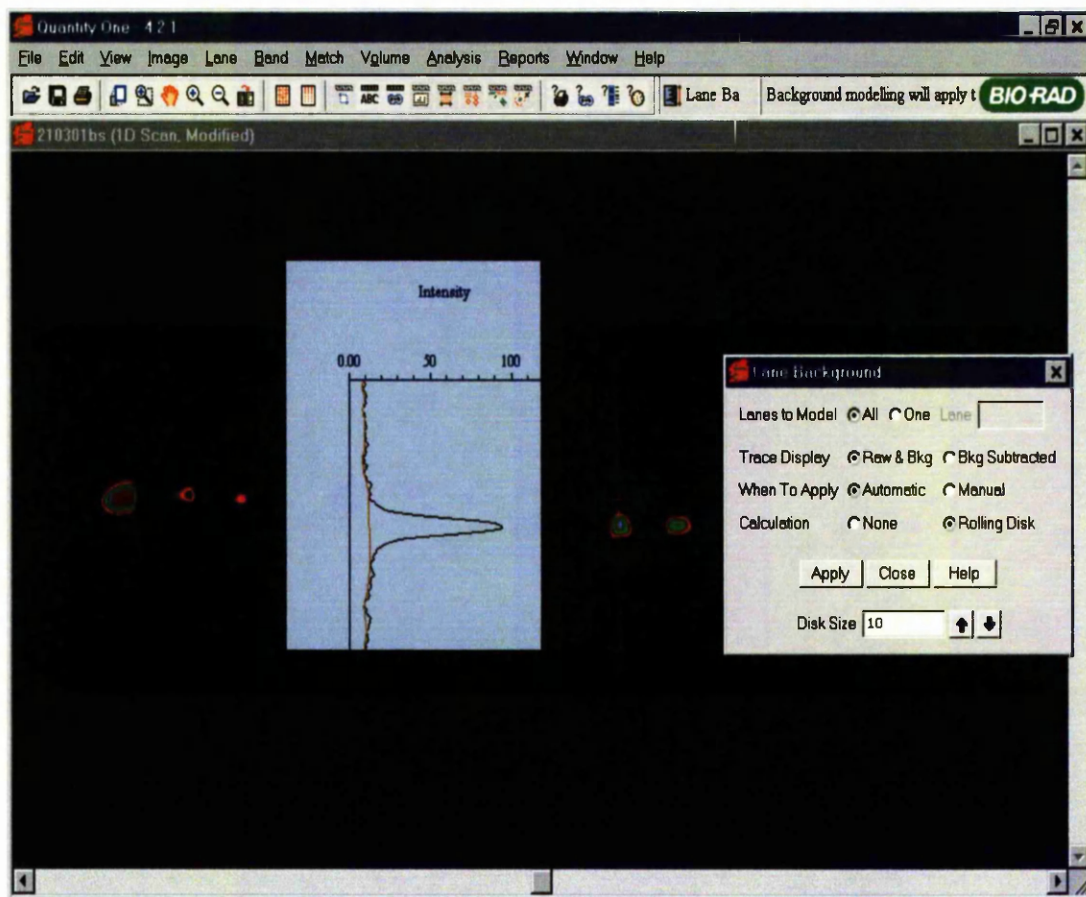 Quantity One - 4.2.1
File Edit View Image Lane Band Match Volume Analysis Reports Window Help
ABC Lane Ba Background modelling will apply t BIO-RAD
210301bs (1D Scan, Modified)
Intensity
0.00 50 100
Lane Background
Lanes to Model All One Lane
Trace Display Raw & Bkg Bkg Subtracted
When To Apply Automatic Manual
Calculation None Rolling Disk
Apply Close Help
Disk Size 10